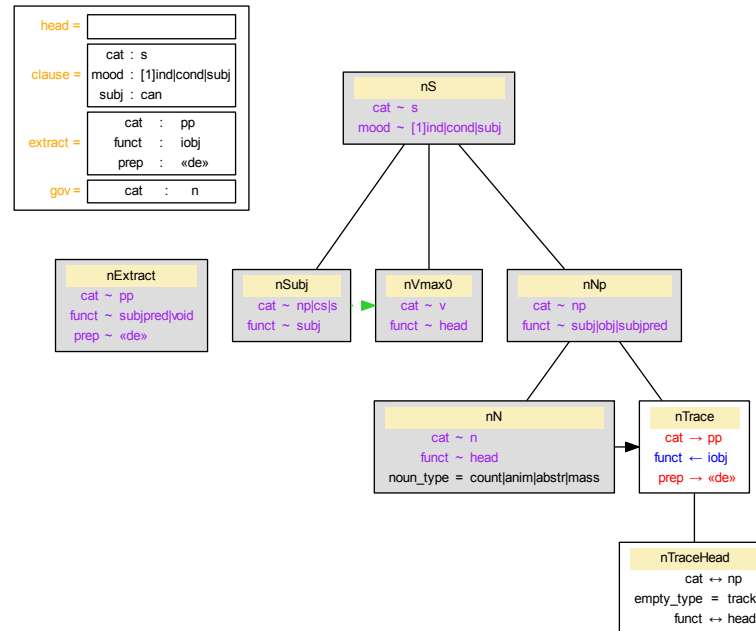 head =
clause =
cat : s
mood : [1]ind|cond|subj
subj : can
extract =
cat : pp
funct : iobj
prep : «de»
gov =
cat : n
nS
cat ~ s
mood ~ [1]ind|cond|subj
nExtract
cat ~ pp
funct ~ subjpred|void
prep ~ «de»
nSubj
cat ~ np|cs|s
funct ~ subj
nVmax0
cat ~ v
funct ~ head
nNp
cat ~ np
funct ~ subj|obj|subjpred
nN
cat ~ n
funct ~ head
noun_type = count|anim|abstr|mass
nTrace
cat → pp
funct ← iobj
prep → «de»
nTraceHead
cat ↔ np
empty_type = track
funct ↔ head